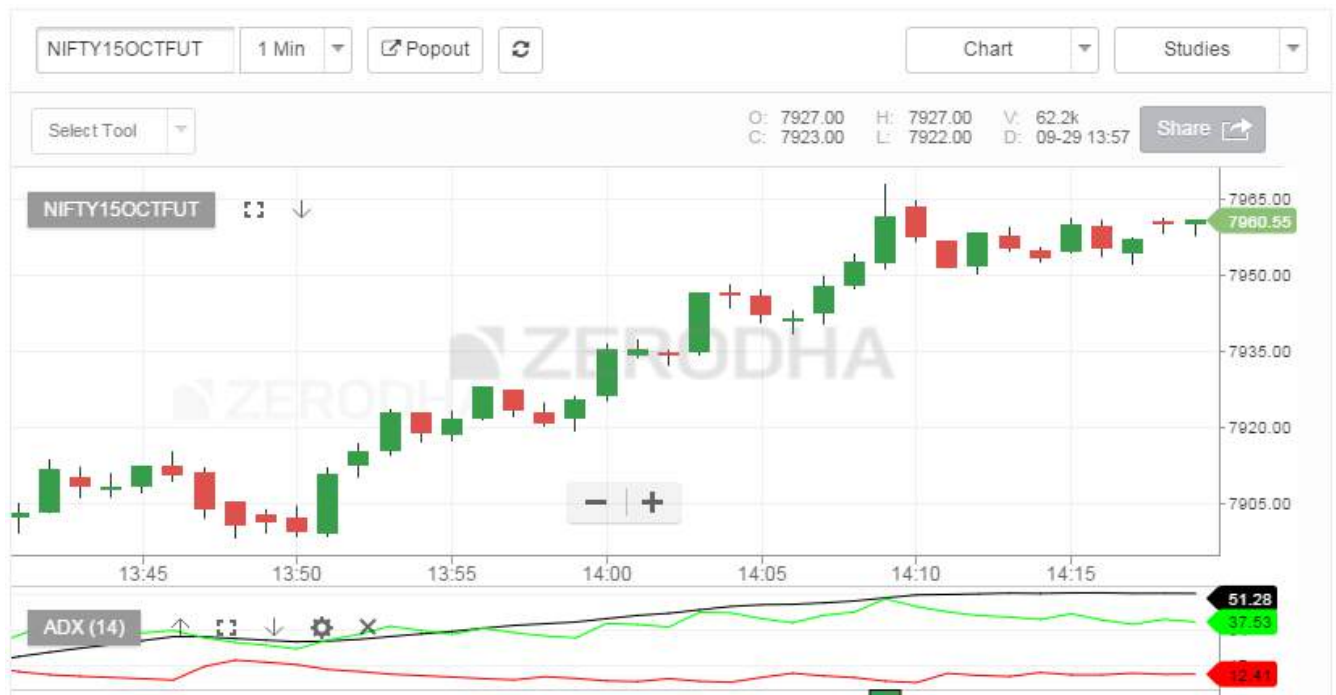 NIFTY15OCTFUT 1 Min Popout Chart Studies
Select Tool
O: 7927.00 H: 7927.00 V: 62.2k
C: 7923.00 L: 7922.00 D: 09-29 13:57
Share
NIFTY15OCTFUT
7965.00
7960.55
7950.00
7935.00
7920.00
7905.00
ZERODHA
ZERODH
13:45 13:50 13:55 14:00 14:05 14:10 14:15
ADX (14)
51.28
37.53
12.41